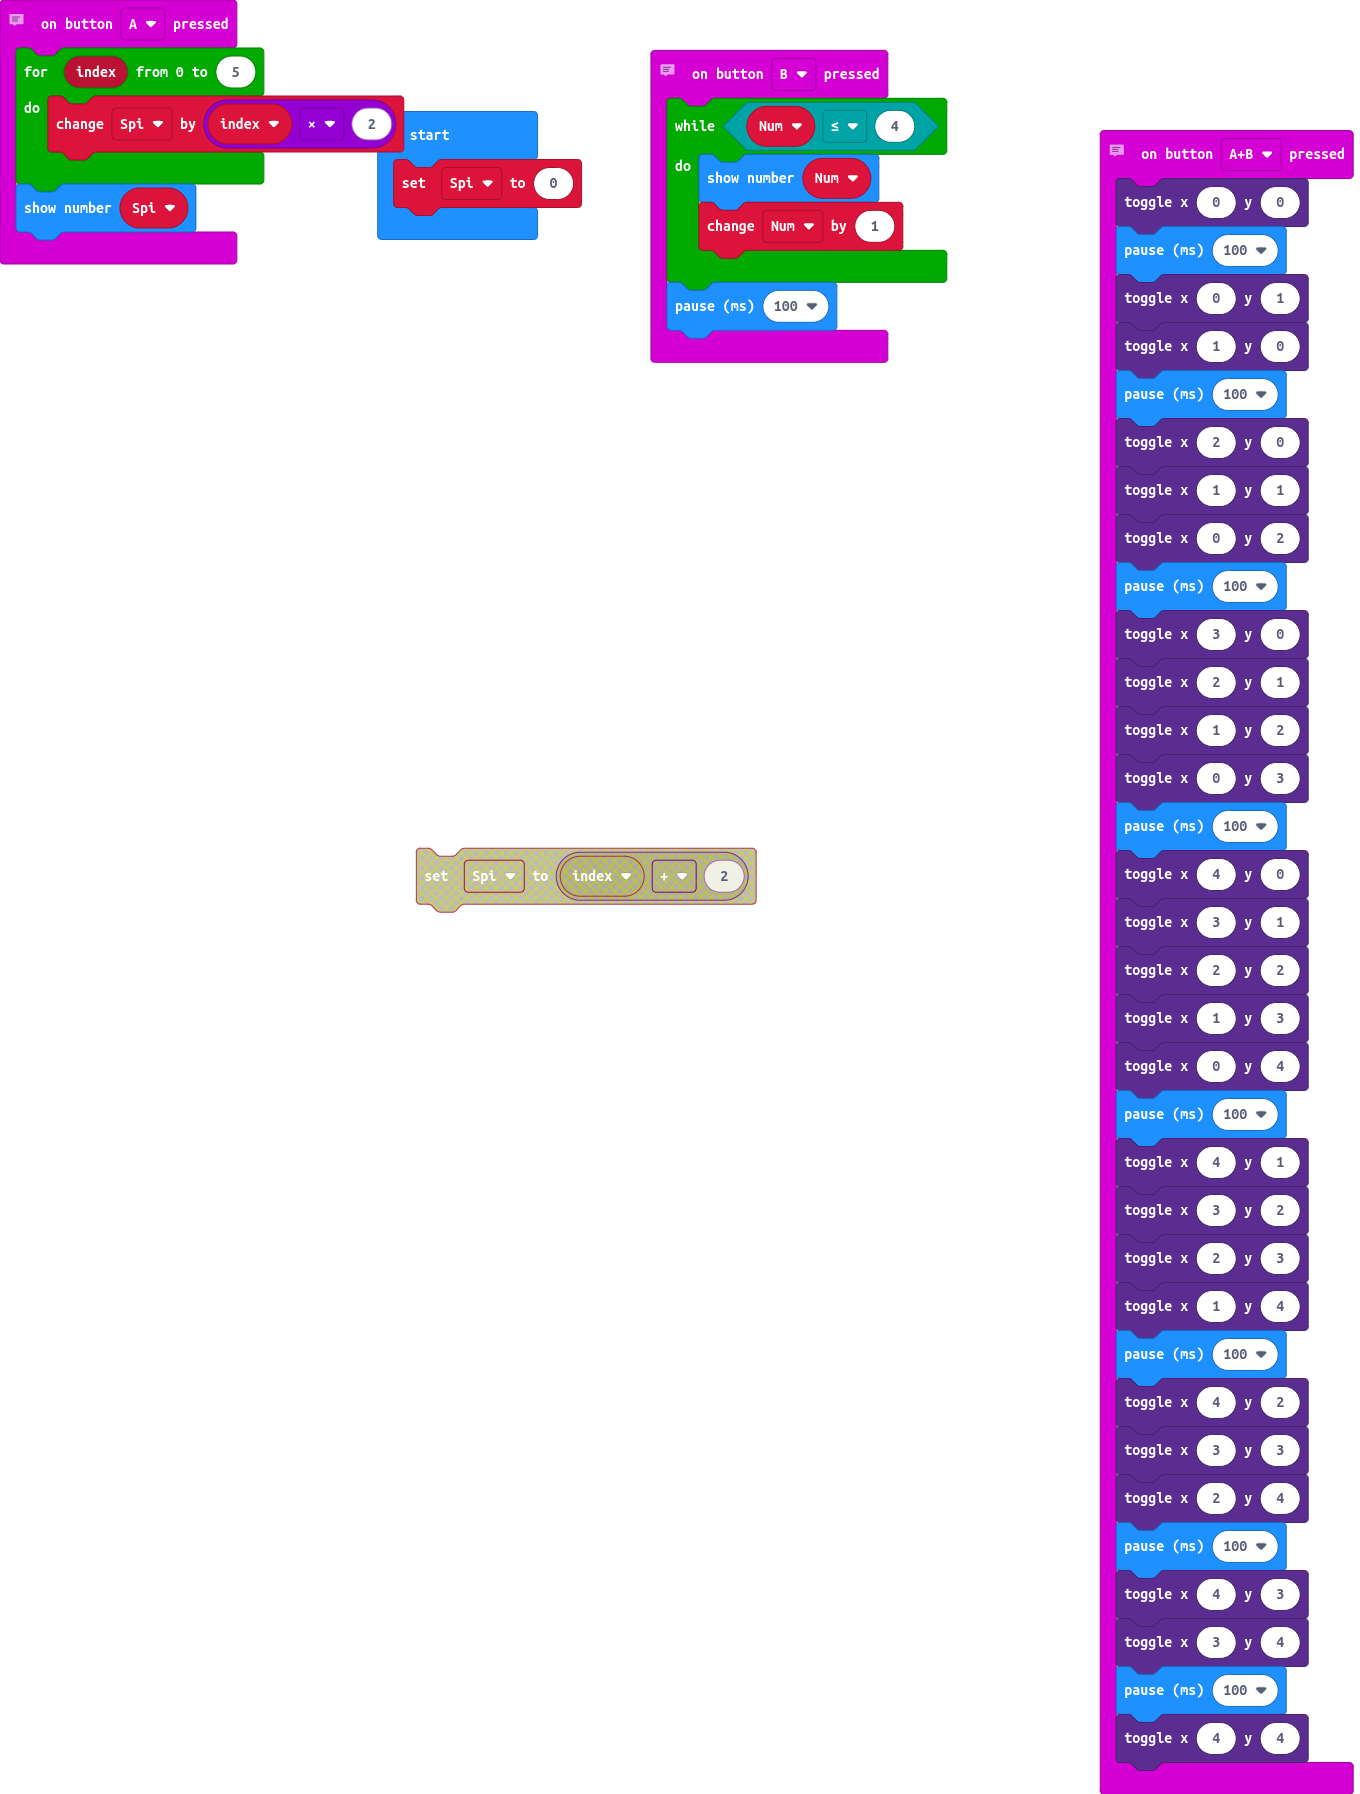 on button A pressed
for index from 0 to 5
do
change Spi by index × 2
show number Spi
start
set Spi to 0
on button B pressed
while Num ≤ 4
do
show number Num
change Num by 1
pause (ms) 100
set Spi to index + 2
on button A+B pressed
toggle x 0 y 0
pause (ms) 100
toggle x 0 y 1
toggle x 1 y 0
pause (ms) 100
toggle x 2 y 0
toggle x 1 y 1
toggle x 0 y 2
pause (ms) 100
toggle x 3 y 0
toggle x 2 y 1
toggle x 1 y 2
toggle x 0 y 3
pause (ms) 100
toggle x 4 y 0
toggle x 3 y 1
toggle x 2 y 2
toggle x 1 y 3
toggle x 0 y 4
pause (ms) 100
toggle x 4 y 1
toggle x 3 y 2
toggle x 2 y 3
toggle x 1 y 4
pause (ms) 100
toggle x 4 y 2
toggle x 3 y 3
toggle x 2 y 4
pause (ms) 100
toggle x 4 y 3
toggle x 3 y 4
pause (ms) 100
toggle x 4 y 4